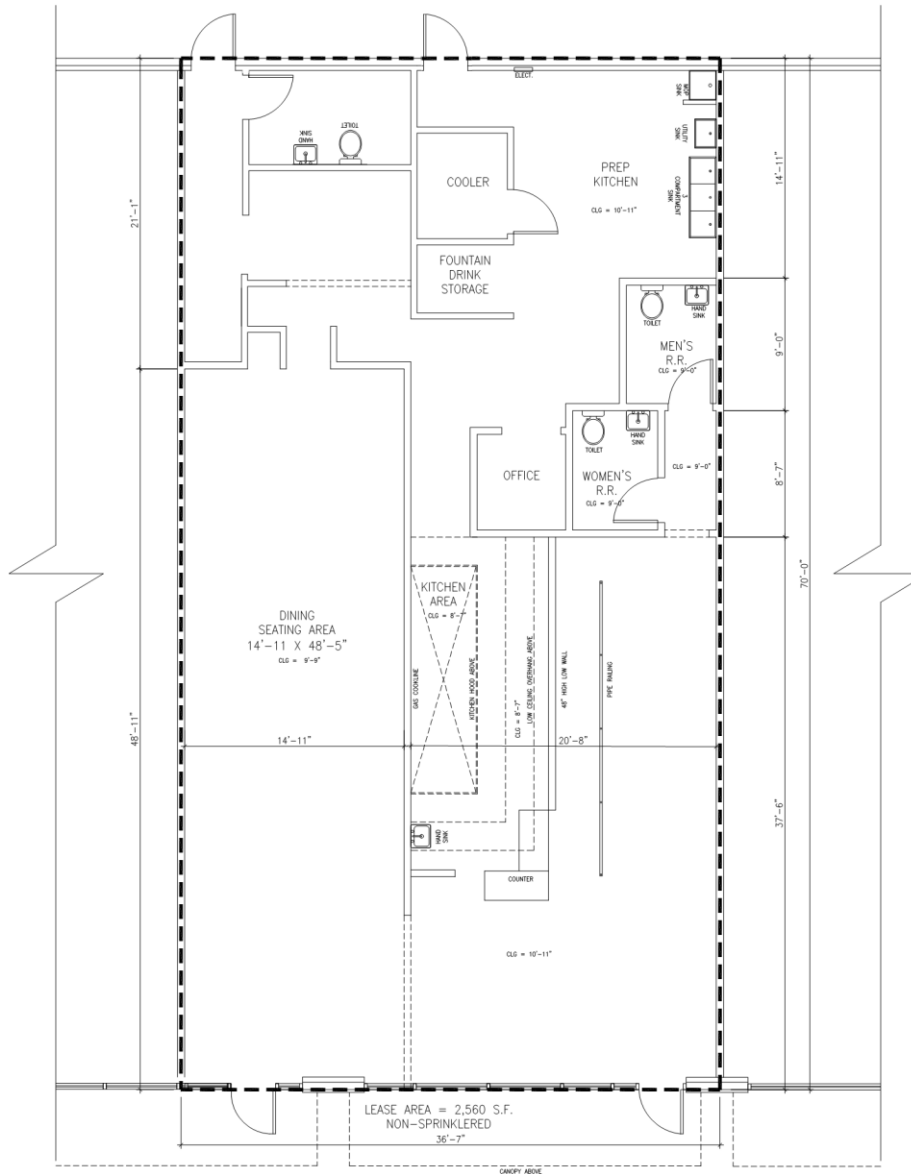 ELECT.
MOP
SINK
UTILITY
SINK
3
COMPARTMENT
SINK
HAND
SINK
TOILET
COOLER
PREP
KITCHEN
CLG = 10'-11"
14'-11"
21'-1"
FOUNTAIN
DRINK
STORAGE
TOILET
HAND
SINK
MEN'S
R.R.
CLG = 9'-0"
9'-0"
TOILET
HAND
SINK
OFFICE
WOMEN'S
R.R.
CLG = 9'-0"
CLG = 9'-0"
8'-7"
70'-0"
KITCHEN
AREA
CLG = 8'-7"
DINING
SEATING AREA
14'-11 X 48'-5"
CLG = 9'-9"
GAS COOKLINE
KITCHEN HOOD ABOVE
CLG = 8'-7"
LOW CEILING OVERHANG ABOVE
48" HIGH LOW WALL
PIPE RAILING
48'-11"
14'-11"
20'-8"
37'-6"
HAND
SINK
COUNTER
CLG = 10'-11"
LEASE AREA = 2,560 S.F.
NON-SPRINKLERED
36'-7"
CANOPY ABOVE